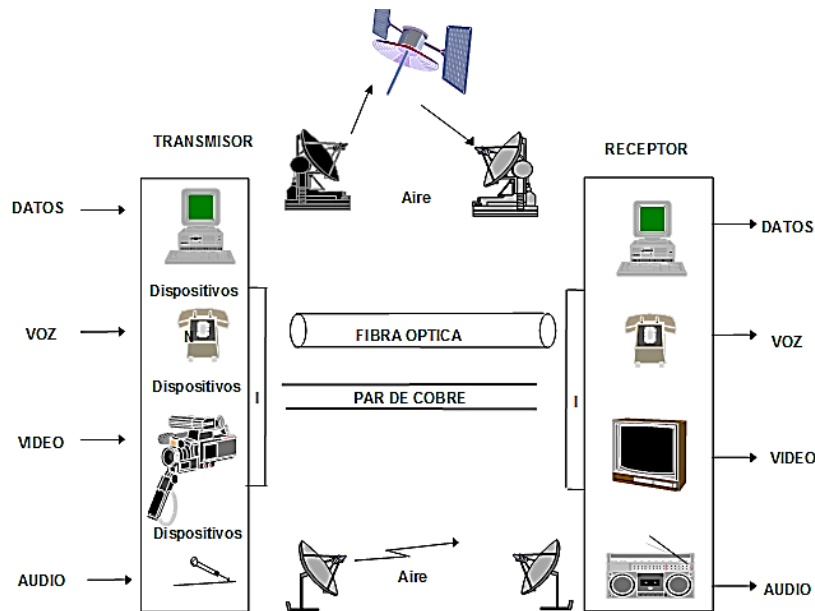 TRANSMISOR
RECEPTOR
Aire
DATOS
DATOS
Dispositivos
VOZ
N
FIBRA OPTICA
VOZ
Dispositivos
I
PAR DE COBRE
I
VIDEO
VIDEO
Dispositivos
AUDIO
Aire
AUDIO